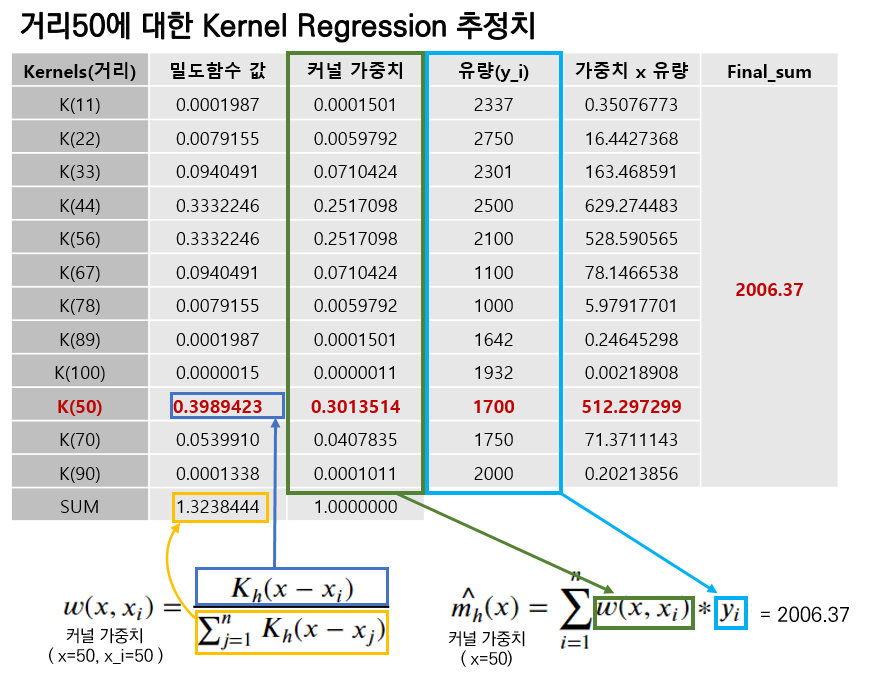 거리50에 대한 Kernel Regression 추정치
Kernels(거리) 밀도함수 값 커널 가중치 유량(y_i) 가중치 x 유량 Final_sum
K(11) 0.0001987 0.0001501 2337 0.35076773
K(22) 0.0079155 0.0059792 2750 16.4427368
K(33) 0.0940491 0.0710424 2301 163.468591
K(44) 0.3332246 0.2517098 2500 629.274483
K(56) 0.3332246 0.2517098 2100 528.590565
K(67) 0.0940491 0.0710424 1100 78.1466538
2006.37
K(78) 0.0079155 0.0059792 1000 5.97917701
K(89) 0.0001987 0.0001501 1642 0.24645298
K(100) 0.0000015 0.0000011 1932 0.00218908
K(50) 0.3989423 0.3013514 1700 512.297299
K(70) 0.0539910 0.0407835 1750 71.3711143
K(90) 0.0001338 0.0001011 2000 0.20213856
SUM 1.3238444 1.0000000
w(x, x_i) = K_h(x − x_i) / ∑_{j=1}^{n} K_h(x − x_j)
커널 가중치
( x=50, x_i=50 )
m̂_h(x) = ∑_{i=1}^{n} w(x, x_i) * y_i = 2006.37
커널 가중치
( x=50)